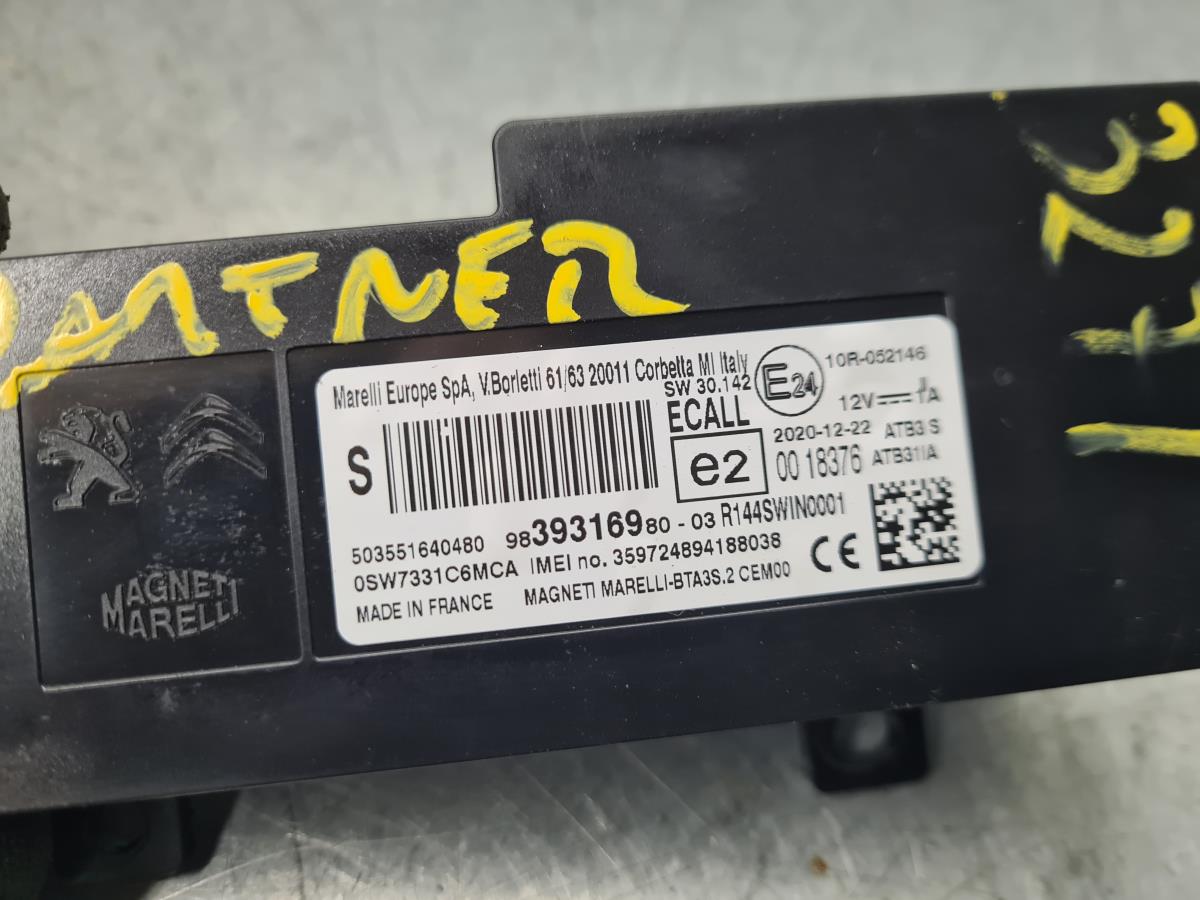 PARTNER
Marelli Europe SpA, V.Borletti 61/63 20011 Corbetta MI Italy
SW 30.142
ECALL
E24
10R-052146
12V 1A
2020-12-22 ATB3 S
e2
00 18376 ATB31IA
S
503551640480 9839316980 - 03 R144SWIN0001
0SW7331C6MCA IMEI no. 359724894188038
CE
MADE IN FRANCE MAGNETI MARELLI-BTA3S.2 CEM00
MAGNETI
MARELLI